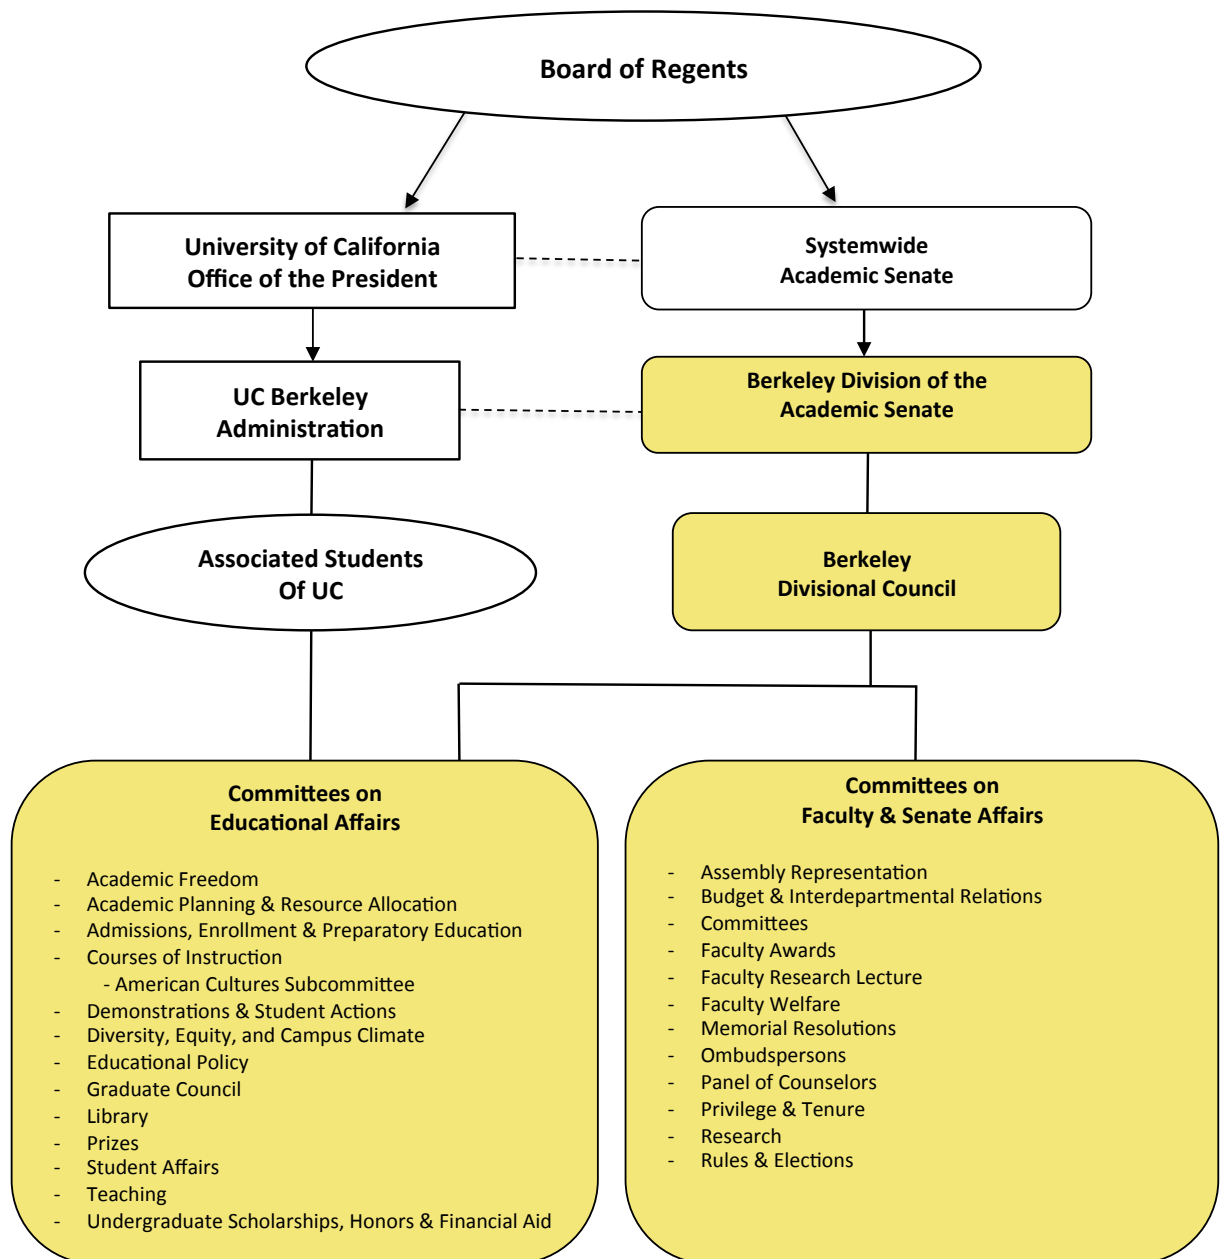 Board of Regents
University of California
Office of the President
Systemwide
Academic Senate
UC Berkeley
Administration
Berkeley Division of the
Academic Senate
Associated Students
Of UC
Berkeley
Divisional Council
Committees on
Educational Affairs
- Academic Freedom
- Academic Planning & Resource Allocation
- Admissions, Enrollment & Preparatory Education
- Courses of Instruction
- American Cultures Subcommittee
- Demonstrations & Student Actions
- Diversity, Equity, and Campus Climate
- Educational Policy
- Graduate Council
- Library
- Prizes
- Student Affairs
- Teaching
- Undergraduate Scholarships, Honors & Financial Aid
Committees on
Faculty & Senate Affairs
- Assembly Representation
- Budget & Interdepartmental Relations
- Committees
- Faculty Awards
- Faculty Research Lecture
- Faculty Welfare
- Memorial Resolutions
- Ombudspersons
- Panel of Counselors
- Privilege & Tenure
- Research
- Rules & Elections